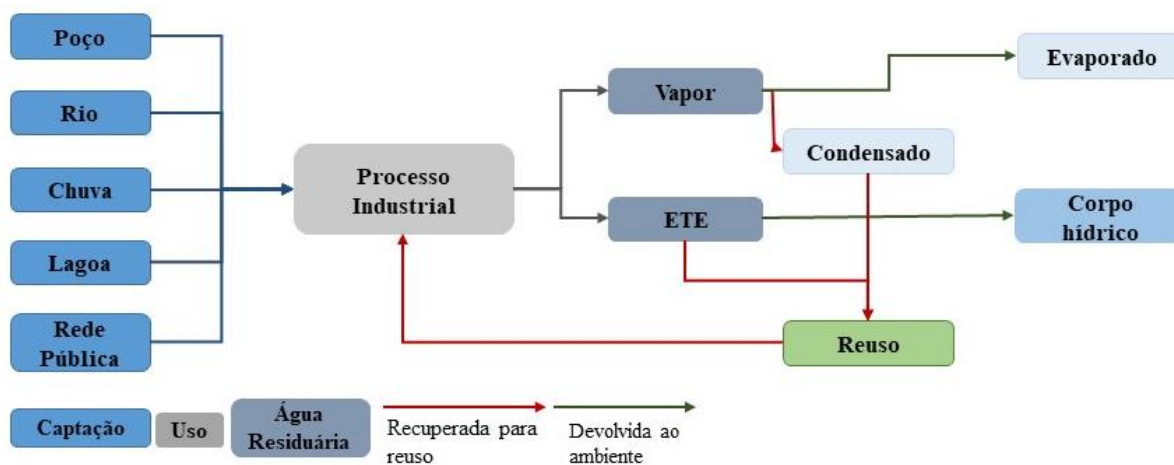 Poço
Rio
Chuva
Lagoa
Rede
Pública
Processo
Industrial
Vapor
ETE
Evaporado
Condensado
Corpo
hídrico
Reuso
Captação
Uso
Água
Residuária
Recuperada para
reuso
Devolvida ao
ambiente